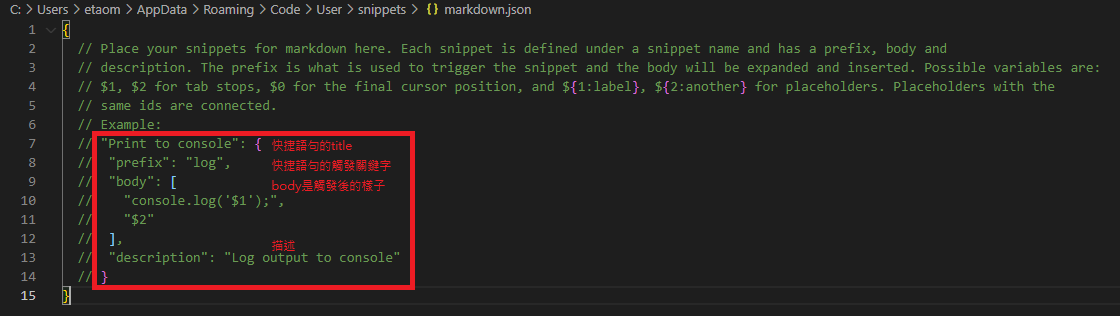 C: > Users > etaom > AppData > Roaming > Code > User > snippets > {} markdown.json
1 {
2 // Place your snippets for markdown here. Each snippet is defined under a snippet name and has a prefix, body and
3 // description. The prefix is what is used to trigger the snippet and the body will be expanded and inserted. Possible variables are:
4 // $1, $2 for tab stops, $0 for the final cursor position, and ${1:label}, ${2:another} for placeholders. Placeholders with the
5 // same ids are connected.
6 // Example:
7 // "Print to console": { 快捷語句的title
8 // "prefix": "log", 快捷語句的觸發關鍵字
9 // "body": [ body是觸發後的樣子
10 // "console.log('$1');",
11 // "$2"
12 // ], 描述
13 // "description": "Log output to console"
14 // }
15 }